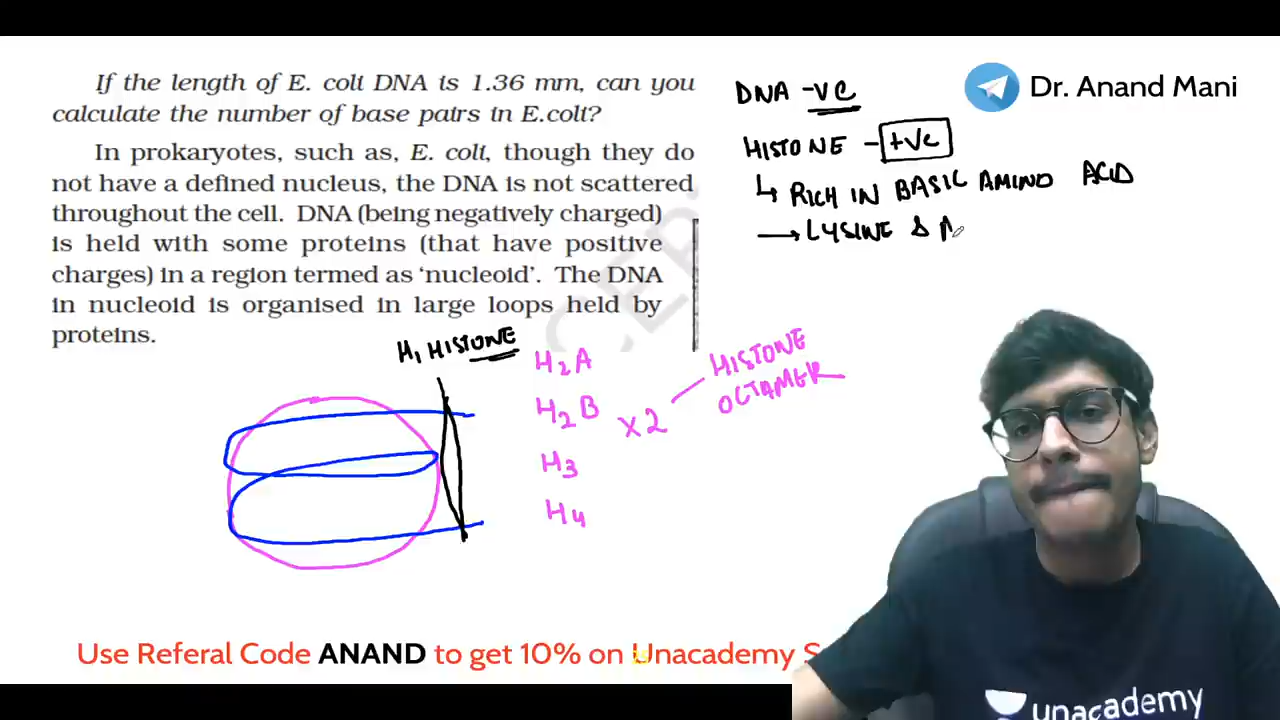 If the length of E. coli DNA is 1.36 mm, can you
calculate the number of base pairs in E.coli?
In prokaryotes, such as, E. coli, though they do
not have a defined nucleus, the DNA is not scattered
throughout the cell. DNA (being negatively charged)
is held with some proteins (that have positive
charges) in a region termed as ‘nucleoid’. The DNA
in nucleoid is organised in large loops held by
proteins.
DNA -ve
HISTONE - +ve
↳ RICH IN BASIC AMINO ACID
→ LYSINE &
Dr. Anand Mani
H1 HISTONE
H2A
H2B
H3
H4
x2
HISTONE
OCTAMER
Use Referal Code ANAND to get 10% on Unacademy S
unacademy